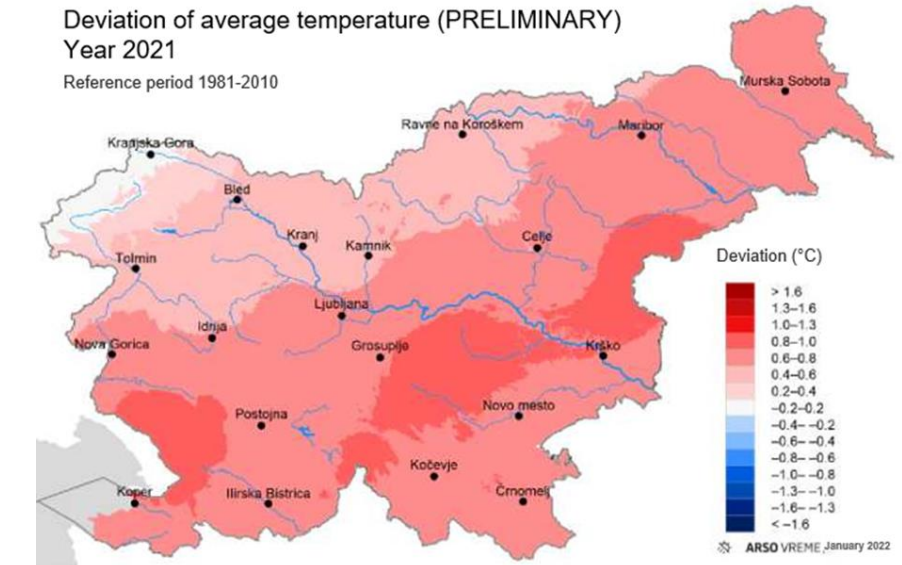 Deviation of average temperature (PRELIMINARY)
Year 2021
Reference period 1981-2010
Murska Sobota
Ravne na Koroškem
Maribor
Kranjska Gora
Bled
Kranj
Kamnik
Celje
Tolmin
Ljubljana
Idrija
Nova Gorica
Grosuplje
Krško
Postojna
Novo mesto
Kočevje
Koper
Ilirska Bistrica
Črnomelj
Deviation (°C)
> 1.6
1.3–1.6
1.0–1.3
0.8–1.0
0.6–0.8
0.4–0.6
0.2–0.4
–0.2–0.2
–0.4– –0.2
–0.6– –0.4
–0.8– –0.6
–1.0– –0.8
–1.3– –1.0
–1.6– –1.3
< –1.6
ARSO VREME, January 2022